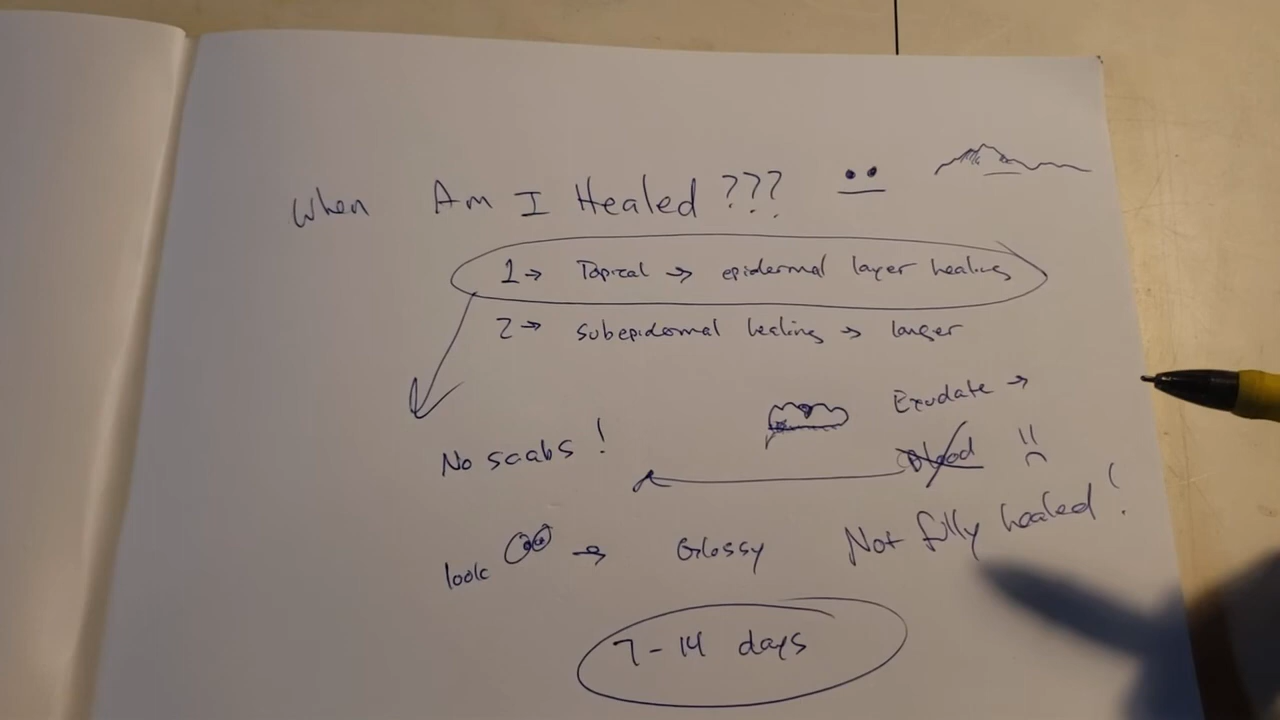 When Am I Healed ???
1→ Topical → epidermal layer healing
2→ Subepidermal healing → longer
Exudate →
No scabs !
Blood
look → Glossy
Not fully healed !
7-14 days